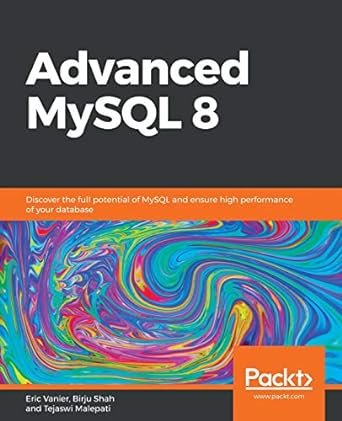 Advanced
MySQL 8
Discover the full potential of MySQL and ensure high performance
of your database
Eric Vanier, Birju Shah
and Tejaswi Malepati
Packt>
www.packt.com